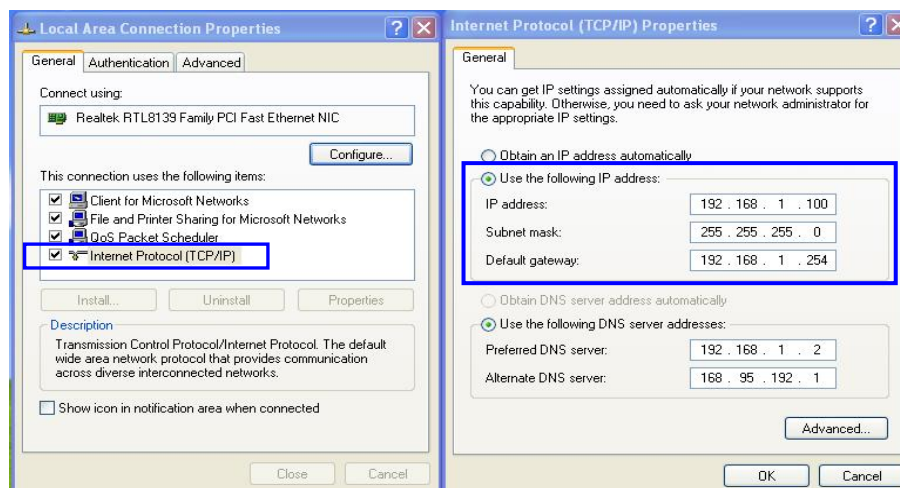 Local Area Connection Properties
General Authentication Advanced
Connect using:
Realtek RTL8139 Family PCI Fast Ethernet NIC
Configure...
This connection uses the following items:
Client for Microsoft Networks
File and Printer Sharing for Microsoft Networks
QoS Packet Scheduler
Internet Protocol (TCP/IP)
Install... Uninstall Properties
Description
Transmission Control Protocol/Internet Protocol. The default
wide area network protocol that provides communication
across diverse interconnected networks.
Show icon in notification area when connected
Close Cancel
Internet Protocol (TCP/IP) Properties
General
You can get IP settings assigned automatically if your network supports
this capability. Otherwise, you need to ask your network administrator for
the appropriate IP settings.
Obtain an IP address automatically
Use the following IP address:
IP address: 192 . 168 . 1 . 100
Subnet mask: 255 . 255 . 255 . 0
Default gateway: 192 . 168 . 1 . 254
Obtain DNS server address automatically
Use the following DNS server addresses:
Preferred DNS server: 192 . 168 . 1 . 2
Alternate DNS server: 168 . 95 . 192 . 1
Advanced...
OK Cancel